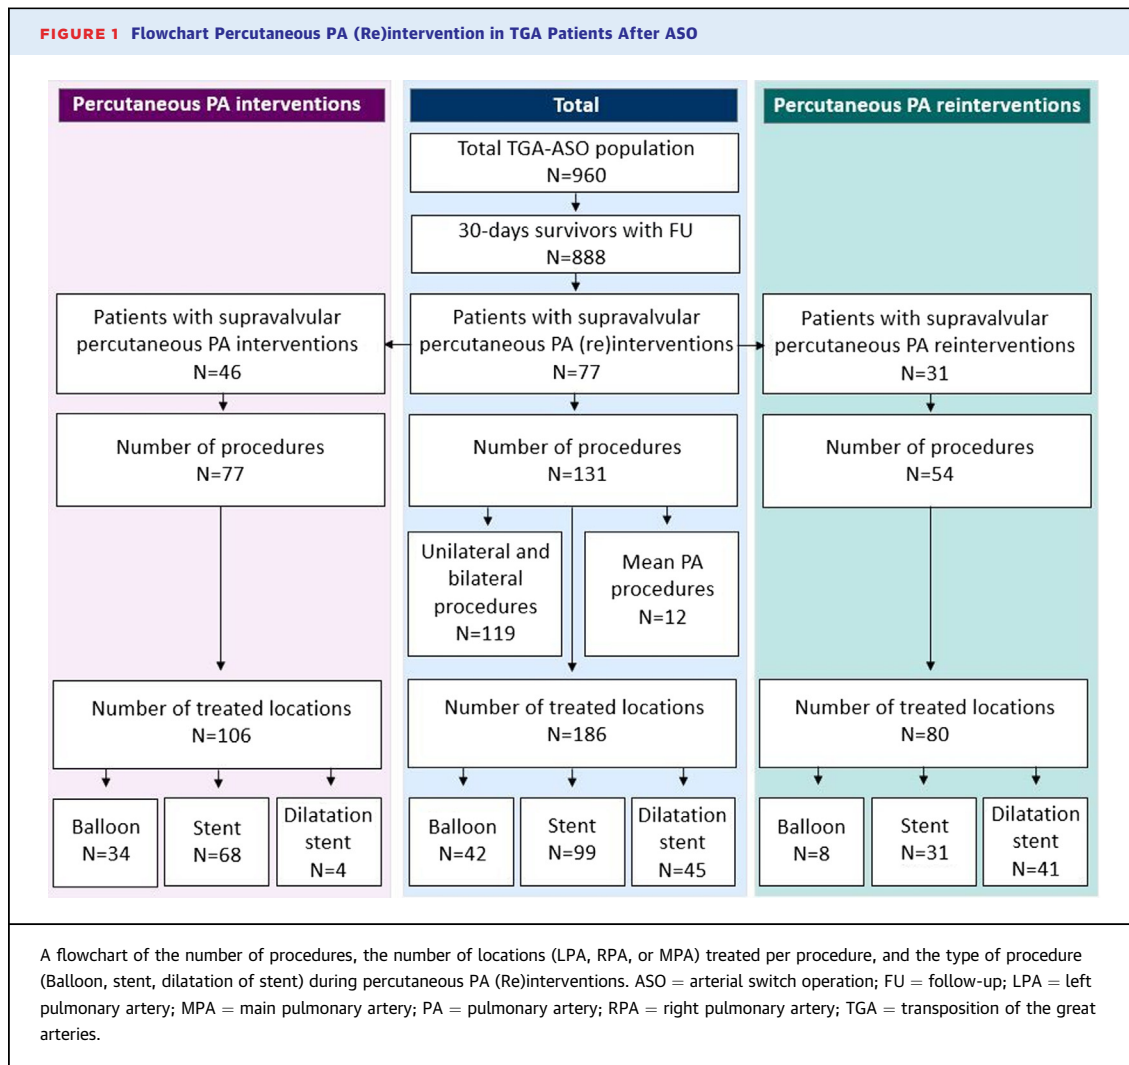 FIGURE 1 Flowchart Percutaneous PA (Re)intervention in TGA Patients After ASO
Percutaneous PA interventions
Total
Percutaneous PA reinterventions
Total TGA-ASO population
N=960
30-days survivors with FU
N=888
Patients with supravalvular
percutaneous PA interventions
N=46
Patients with supravalvular
percutaneous PA (re)interventions
N=77
Patients with supravalvular
percutaneous PA reinterventions
N=31
Number of procedures
N=77
Number of procedures
N=131
Number of procedures
N=54
Unilateral and
bilateral
procedures
N=119
Mean PA
procedures
N=12
Number of treated locations
N=106
Number of treated locations
N=186
Number of treated locations
N=80
Balloon
N=34
Stent
N=68
Dilatation
stent
N=4
Balloon
N=42
Stent
N=99
Dilatation
stent
N=45
Balloon
N=8
Stent
N=31
Dilatation
stent
N=41
A flowchart of the number of procedures, the number of locations (LPA, RPA, or MPA) treated per procedure, and the type of procedure
(Balloon, stent, dilatation of stent) during percutaneous PA (Re)interventions. ASO = arterial switch operation; FU = follow-up; LPA = left
pulmonary artery; MPA = main pulmonary artery; PA = pulmonary artery; RPA = right pulmonary artery; TGA = transposition of the great
arteries.